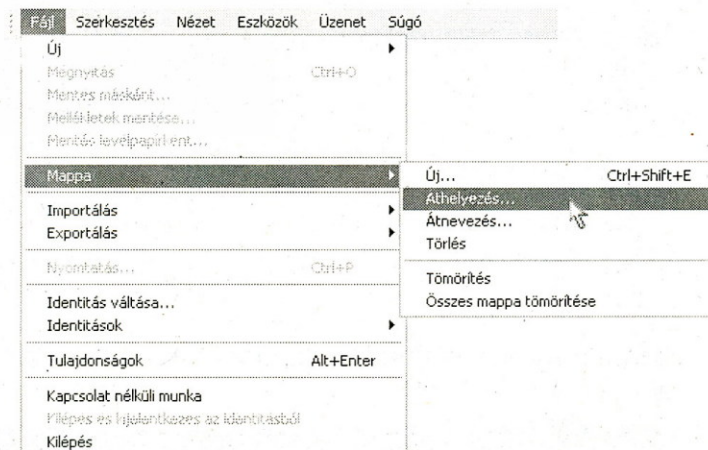 Fájl Szerkesztés Nézet Eszközök Üzenet Súgó
Új
Megnyitás Ctrl+O
Mentés másként...
Mellékletek mentése...
Mentés levélpapírként...
Mappa
Új... Ctrl+Shift+E
Áthelyezés...
Átnevezés...
Törlés
Tömörítés
Összes mappa tömörítése
Importálás
Exportálás
Nyomtatás... Ctrl+P
Identitás váltása...
Identitások
Tulajdonságok Alt+Enter
Kapcsolat nélküli munka
Kilépés és kijelentkezés az identitásból
Kilépés